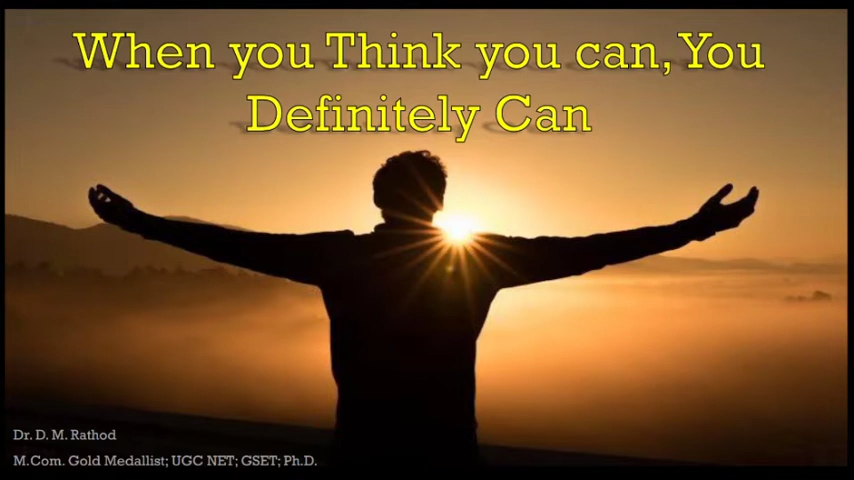 When you Think you can, You
Definitely Can
Dr. D. M. Rathod
M.Com. Gold Medallist; UGC NET; GSET; Ph.D.